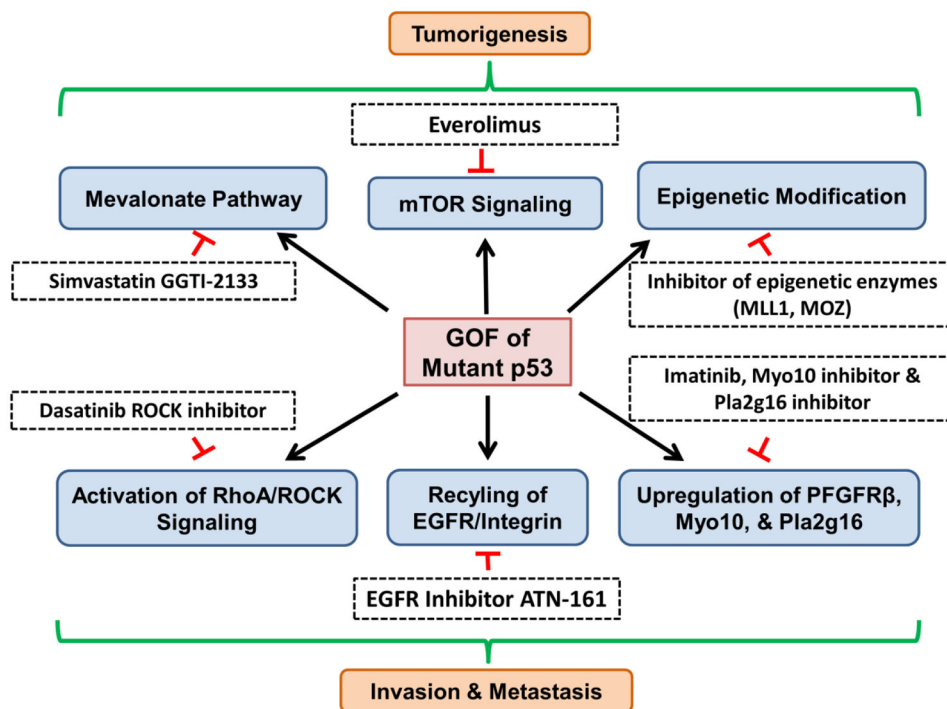 Tumorigenesis
Everolimus
Mevalonate Pathway
mTOR Signaling
Epigenetic Modification
Simvastatin GGTI-2133
Inhibitor of epigenetic enzymes
(MLL1, MOZ)
GOF of
Mutant p53
Dasatinib ROCK inhibitor
Imatinib, Myo10 inhibitor &
Pla2g16 inhibitor
Activation of RhoA/ROCK
Signaling
Recyling of
EGFR/Integrin
Upregulation of PFGFRβ,
Myo10, & Pla2g16
EGFR Inhibitor ATN-161
Invasion & Metastasis